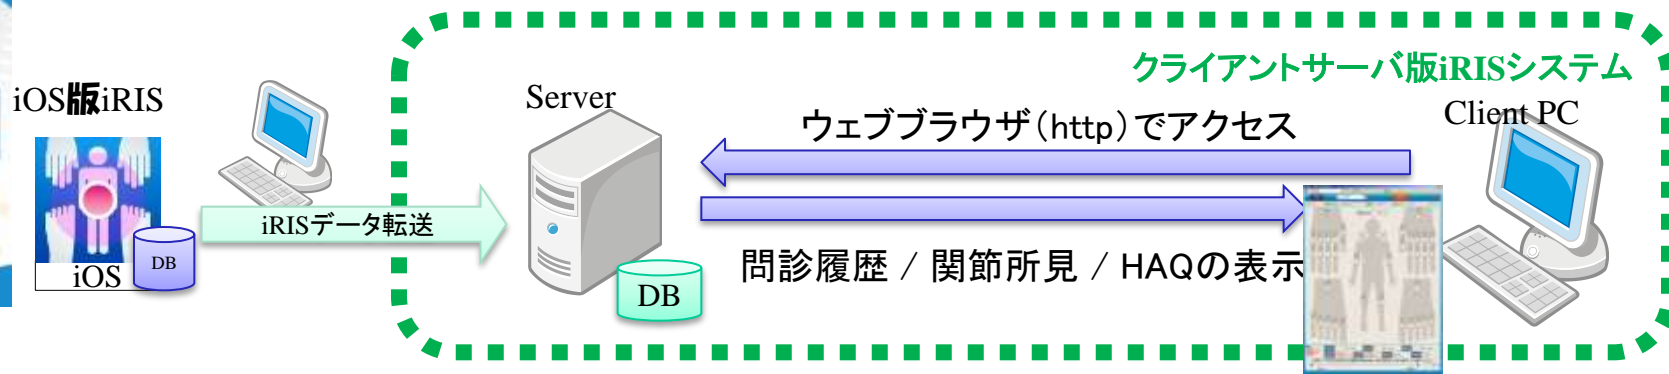 クライアントサーバ版iRISシステム
iOS版iRIS
Server
Client PC
ウェブブラウザ（http）でアクセス
iRISデータ転送
DB
iOS
問診履歴 / 関節所見 / HAQの表示
DB